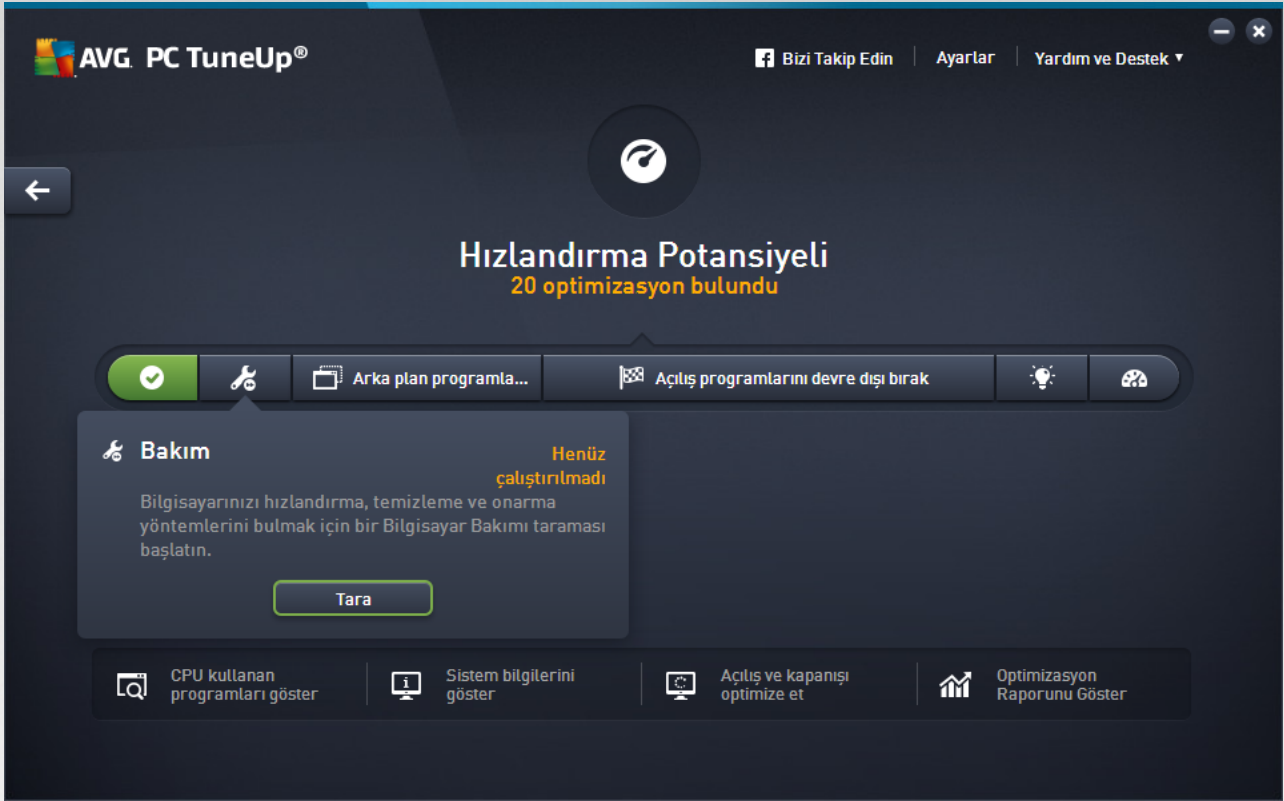 AVG. PC TuneUp®
Bizi Takip Edin
Ayarlar
Yardım ve Destek
Hızlandırma Potansiyeli
20 optimizasyon bulundu
Arka plan programla...
Açılış programlarını devre dışı bırak
Bakım
Henüz
çalıştırılmadı
Bilgisayarınızı hızlandırma, temizleme ve onarma
yöntemlerini bulmak için bir Bilgisayar Bakımı taraması
başlatın.
Tara
CPU kullanan
programları göster
Sistem bilgilerini
göster
Açılış ve kapanışı
optimize et
Optimizasyon
Raporunu Göster